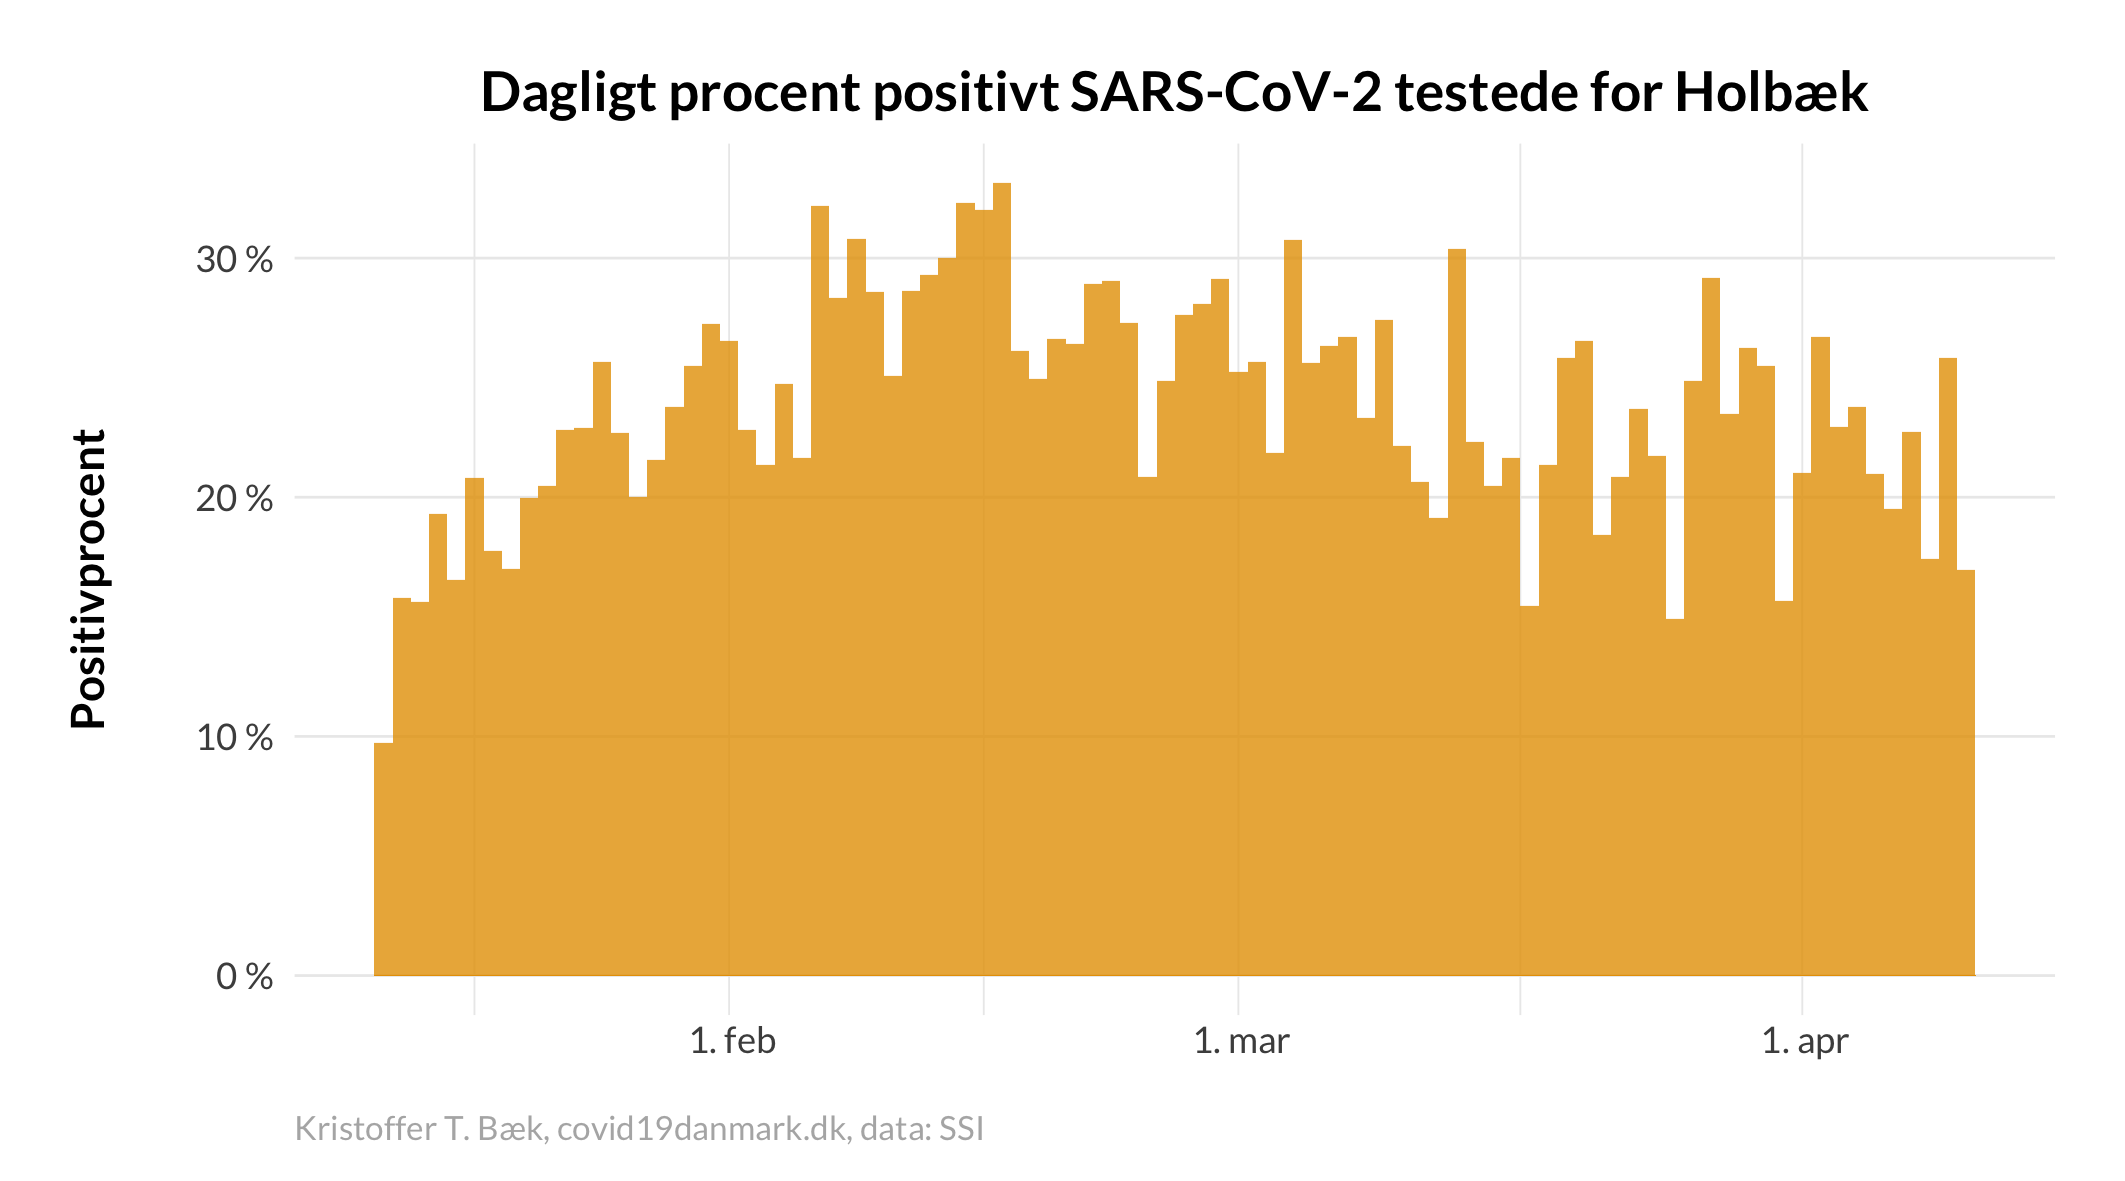 Dagligt procent positivt SARS-CoV-2 testede for Holbæk
Positivprocent
30 %
20 %
10 %
0 %
1. feb
1. mar
1. apr
Kristoffer T. Bæk, covid19danmark.dk, data: SSI